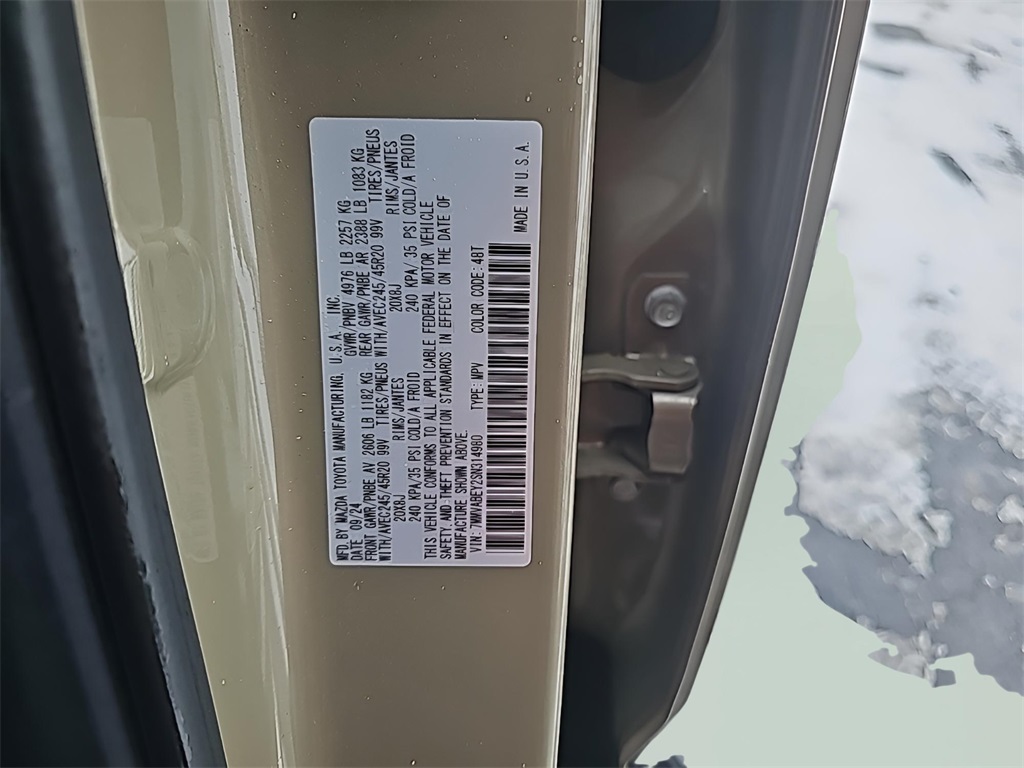 MFG. BY MAZDA TOYOTA MANUFACTURING, U.S.A., INC.
DATE 09/24 GVWR/PNBV 4976 LB 2257 KG
FRONT GAWR/PNBE AV 2606 LB 1182 KG REAR GAWR/PNBE AR 2388 LB 1083 KG
WITH/AVEC245/45R20 99V TIRES/PNEUS WITH/AVEC245/45R20 99V TIRES/PNEUS
20X8J RIMS/JANTES 20X8J RIMS/JANTES
240 KPA/35 PSI COLD/A FROID 240 KPA/35 PSI COLD/A FROID
THIS VEHICLE CONFORMS TO ALL APPLICABLE FEDERAL MOTOR VEHICLE
SAFETY, AND THEFT PREVENTION STANDARDS IN EFFECT ON THE DATE OF
MANUFACTURE SHOWN ABOVE.
VIN: TYPE: MPV COLOR CODE: 48T MADE IN U.S.A.